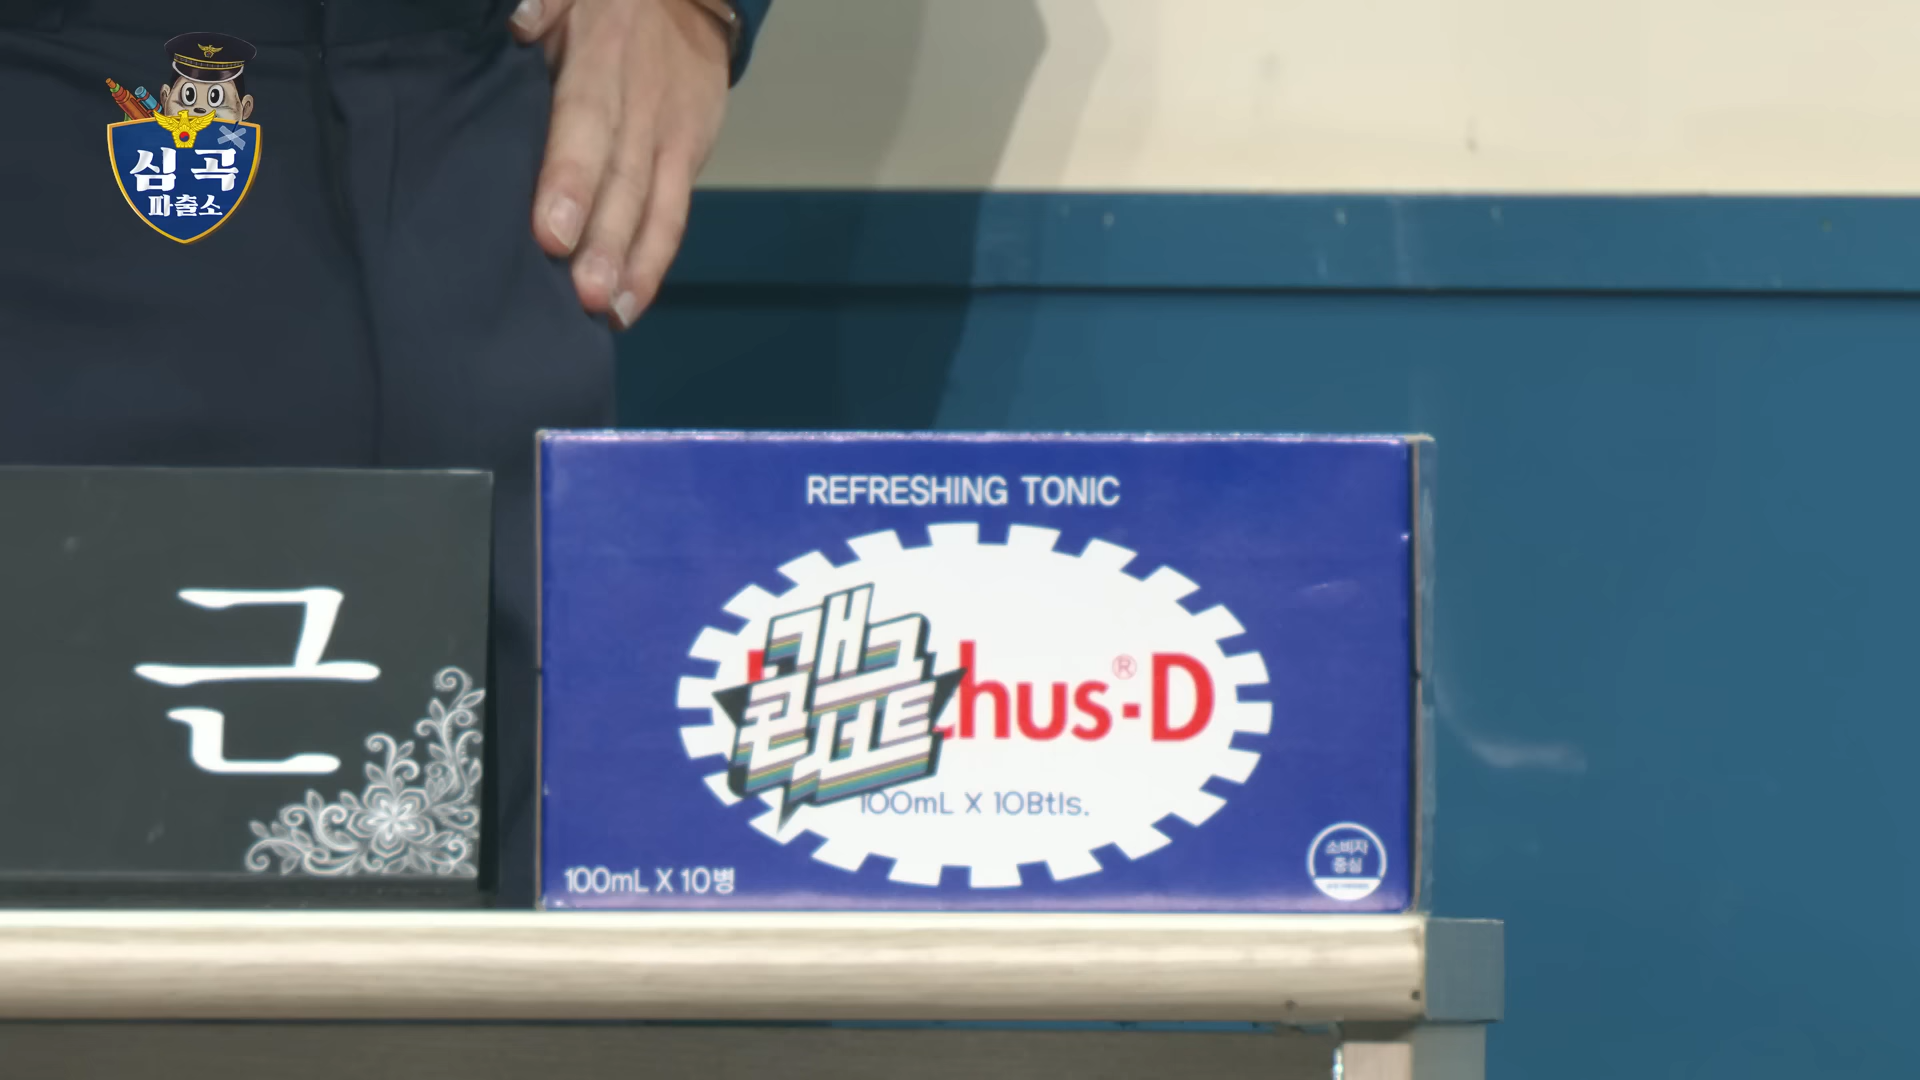 심곡
파출소
근
REFRESHING TONIC
개그
콘서트
hus®-D
100mL X 10Btls.
100mL X 10병
소비자
중심